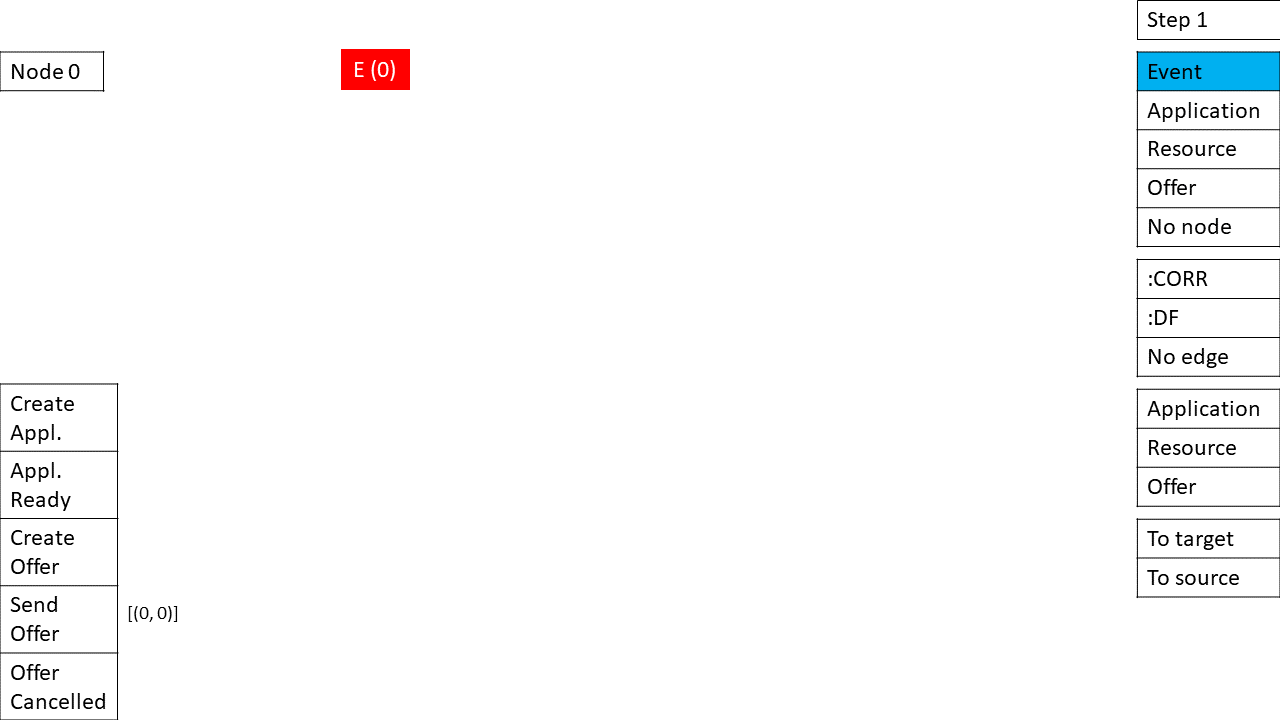 Step 1
Node 0
E (0)
Event
Application
Resource
Offer
No node
:CORR
:DF
No edge
Application
Resource
Offer
To target
To source
Create
Appl.
Appl.
Ready
Create
Offer
Send
Offer
[(0, 0)]
Offer
Cancelled